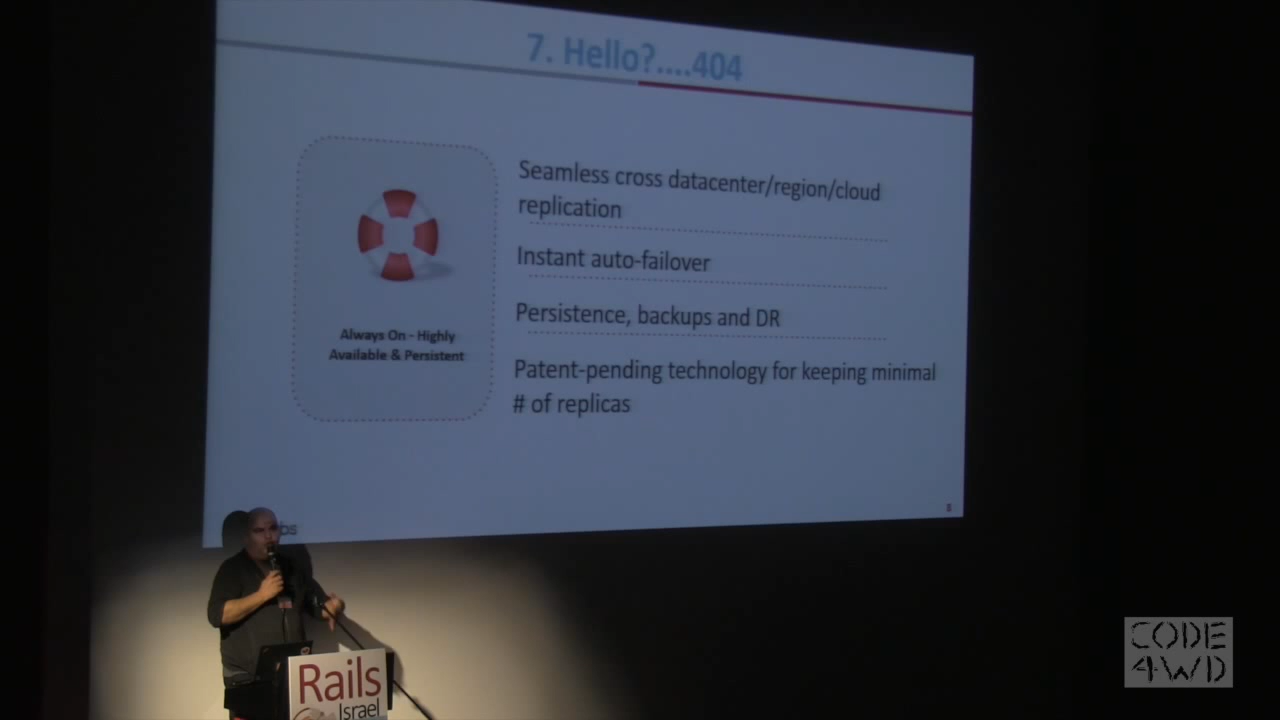 7. Hello?....404
Seamless cross datacenter/region/cloud
replication
Instant auto-failover
Persistence, backups and DR
Patent-pending technology for keeping minimal
# of replicas
Always On - Highly
Available & Persistent
8
Rails
Israel
CODE
4WD